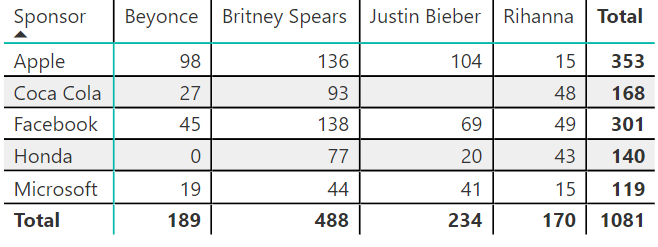 Sponsor Beyonce Britney Spears Justin Bieber Rihanna Total
Apple 98 136 104 15 353
Coca Cola 27 93 48 168
Facebook 45 138 69 49 301
Honda 0 77 20 43 140
Microsoft 19 44 41 15 119
Total 189 488 234 170 1081